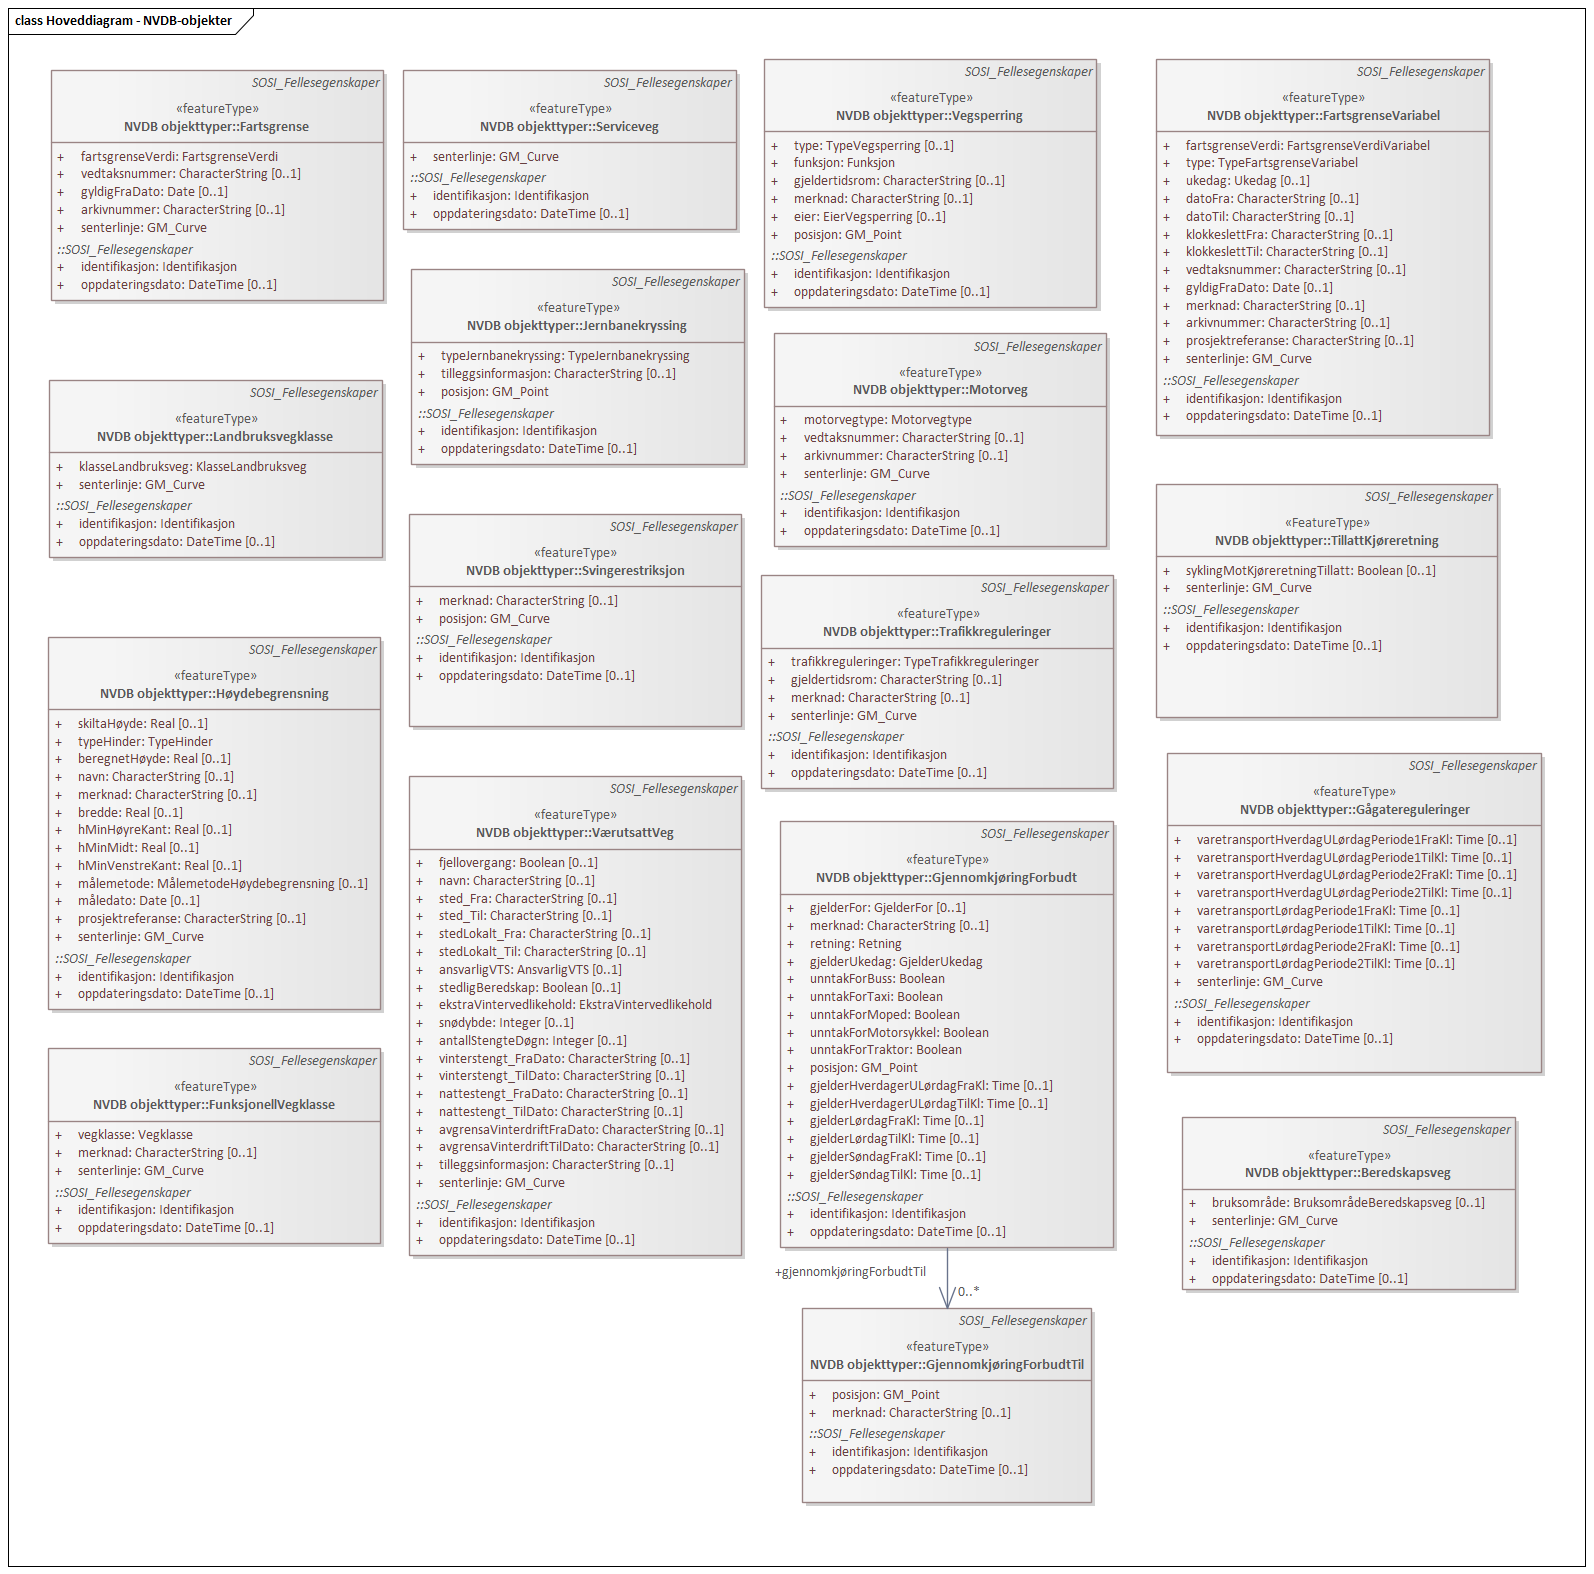 class Hoveddiagram - NVDB-objekter
SOSI_Fellesegenskaper
«featureType»
NVDB objekttyper::Fartsgrense
+ fartsgrenseVerdi: FartsgrenseVerdi
+ vedtaksnummer: CharacterString [0..1]
+ gyldigFraDato: Date [0..1]
+ arkivnummer: CharacterString [0..1]
+ senterlinje: GM_Curve
::SOSI_Fellesegenskaper
+ identifikasjon: Identifikasjon
+ oppdateringsdato: DateTime [0..1]
SOSI_Fellesegenskaper
«featureType»
NVDB objekttyper::Landbruksvegklasse
+ klasseLandbruksveg: KlasseLandbruksveg
+ senterlinje: GM_Curve
::SOSI_Fellesegenskaper
+ identifikasjon: Identifikasjon
+ oppdateringsdato: DateTime [0..1]
SOSI_Fellesegenskaper
«featureType»
NVDB objekttyper::Høydebegrensning
+ skiltaHøyde: Real [0..1]
+ typeHinder: TypeHinder
+ beregnetHøyde: Real [0..1]
+ navn: CharacterString [0..1]
+ merknad: CharacterString [0..1]
+ bredde: Real [0..1]
+ hMinHøyreKant: Real [0..1]
+ hMinMidt: Real [0..1]
+ hMinVenstreKant: Real [0..1]
+ målemetode: MålemetodeHøydebegrensning [0..1]
+ måledato: Date [0..1]
+ prosjektreferanse: CharacterString [0..1]
+ senterlinje: GM_Curve
::SOSI_Fellesegenskaper
+ identifikasjon: Identifikasjon
+ oppdateringsdato: DateTime [0..1]
SOSI_Fellesegenskaper
«featureType»
NVDB objekttyper::FunksjonellVegklasse
+ vegklasse: Vegklasse
+ merknad: CharacterString [0..1]
+ senterlinje: GM_Curve
::SOSI_Fellesegenskaper
+ identifikasjon: Identifikasjon
+ oppdateringsdato: DateTime [0..1]
SOSI_Fellesegenskaper
«featureType»
NVDB objekttyper::Serviceveg
+ senterlinje: GM_Curve
::SOSI_Fellesegenskaper
+ identifikasjon: Identifikasjon
+ oppdateringsdato: DateTime [0..1]
SOSI_Fellesegenskaper
«featureType»
NVDB objekttyper::Jernbanekryssing
+ typeJernbanekryssing: TypeJernbanekryssing
+ tilleggsinformasjon: CharacterString [0..1]
+ posisjon: GM_Point
::SOSI_Fellesegenskaper
+ identifikasjon: Identifikasjon
+ oppdateringsdato: DateTime [0..1]
SOSI_Fellesegenskaper
«featureType»
NVDB objekttyper::Svingerestriksjon
+ merknad: CharacterString [0..1]
+ posisjon: GM_Curve
::SOSI_Fellesegenskaper
+ identifikasjon: Identifikasjon
+ oppdateringsdato: DateTime [0..1]
SOSI_Fellesegenskaper
«featureType»
NVDB objekttyper::VærutsattVeg
+ fjellovergang: Boolean [0..1]
+ navn: CharacterString [0..1]
+ sted_Fra: CharacterString [0..1]
+ sted_Til: CharacterString [0..1]
+ stedLokalt_Fra: CharacterString [0..1]
+ stedLokalt_Til: CharacterString [0..1]
+ ansvarligVTS: AnsvarligVTS [0..1]
+ stedligBeredskap: Boolean [0..1]
+ ekstraVintervedlikehold: EkstraVintervedlikehold
+ snødybde: Integer [0..1]
+ antallStengteDøgn: Integer [0..1]
+ vinterstengt_FraDato: CharacterString [0..1]
+ vinterstengt_TilDato: CharacterString [0..1]
+ nattestengt_FraDato: CharacterString [0..1]
+ nattestengt_TilDato: CharacterString [0..1]
+ avgrensaVinterdriftFraDato: CharacterString [0..1]
+ avgrensaVinterdriftTilDato: CharacterString [0..1]
+ tilleggsinformasjon: CharacterString [0..1]
+ senterlinje: GM_Curve
::SOSI_Fellesegenskaper
+ identifikasjon: Identifikasjon
+ oppdateringsdato: DateTime [0..1]
SOSI_Fellesegenskaper
«featureType»
NVDB objekttyper::Vegsperring
+ type: TypeVegsperring [0..1]
+ funksjon: Funksjon
+ gjeldertidsrom: CharacterString [0..1]
+ merknad: CharacterString [0..1]
+ eier: EierVegsperring [0..1]
+ posisjon: GM_Point
::SOSI_Fellesegenskaper
+ identifikasjon: Identifikasjon
+ oppdateringsdato: DateTime [0..1]
SOSI_Fellesegenskaper
«featureType»
NVDB objekttyper::Motorveg
+ motorvegtype: Motorvegtype
+ vedtaksnummer: CharacterString [0..1]
+ arkivnummer: CharacterString [0..1]
+ senterlinje: GM_Curve
::SOSI_Fellesegenskaper
+ identifikasjon: Identifikasjon
+ oppdateringsdato: DateTime [0..1]
SOSI_Fellesegenskaper
«featureType»
NVDB objekttyper::Trafikkreguleringer
+ trafikkreguleringer: TypeTrafikkreguleringer
+ gjeldertidsrom: CharacterString [0..1]
+ merknad: CharacterString [0..1]
+ senterlinje: GM_Curve
::SOSI_Fellesegenskaper
+ identifikasjon: Identifikasjon
+ oppdateringsdato: DateTime [0..1]
SOSI_Fellesegenskaper
«featureType»
NVDB objekttyper::GjennomkjøringForbudt
+ gjelderFor: GjelderFor [0..1]
+ merknad: CharacterString [0..1]
+ retning: Retning
+ gjelderUkedag: GjelderUkedag
+ unntakForBuss: Boolean
+ unntakForTaxi: Boolean
+ unntakForMoped: Boolean
+ unntakForMotorsykkel: Boolean
+ unntakForTraktor: Boolean
+ posisjon: GM_Point
+ gjelderHverdagerULørdagFraKl: Time [0..1]
+ gjelderHverdagerULørdagTilKl: Time [0..1]
+ gjelderLørdagFraKl: Time [0..1]
+ gjelderLørdagTilKl: Time [0..1]
+ gjelderSøndagFraKl: Time [0..1]
+ gjelderSøndagTilKl: Time [0..1]
::SOSI_Fellesegenskaper
+ identifikasjon: Identifikasjon
+ oppdateringsdato: DateTime [0..1]
+gjennomkjøringForbudtTil
0..*
SOSI_Fellesegenskaper
«featureType»
NVDB objekttyper::GjennomkjøringForbudtTil
+ posisjon: GM_Point
+ merknad: CharacterString [0..1]
::SOSI_Fellesegenskaper
+ identifikasjon: Identifikasjon
+ oppdateringsdato: DateTime [0..1]
SOSI_Fellesegenskaper
«featureType»
NVDB objekttyper::FartsgrenseVariabel
+ fartsgrenseVerdi: FartsgrenseVerdiVariabel
+ type: TypeFartsgrenseVariabel
+ ukedag: Ukedag [0..1]
+ datoFra: CharacterString [0..1]
+ datoTil: CharacterString [0..1]
+ klokkeslettFra: CharacterString [0..1]
+ klokkeslettTil: CharacterString [0..1]
+ vedtaksnummer: CharacterString [0..1]
+ gyldigFraDato: Date [0..1]
+ merknad: CharacterString [0..1]
+ arkivnummer: CharacterString [0..1]
+ prosjektreferanse: CharacterString [0..1]
+ senterlinje: GM_Curve
::SOSI_Fellesegenskaper
+ identifikasjon: Identifikasjon
+ oppdateringsdato: DateTime [0..1]
SOSI_Fellesegenskaper
«FeatureType»
NVDB objekttyper::TillattKjøreretning
+ syklingMotKjøreretningTillatt: Boolean [0..1]
+ senterlinje: GM_Curve
::SOSI_Fellesegenskaper
+ identifikasjon: Identifikasjon
+ oppdateringsdato: DateTime [0..1]
SOSI_Fellesegenskaper
«featureType»
NVDB objekttyper::Gågatereguleringer
+ varetransportHverdagULørdagPeriode1FraKl: Time [0..1]
+ varetransportHverdagULørdagPeriode1TilKl: Time [0..1]
+ varetransportHverdagULørdagPeriode2FraKl: Time [0..1]
+ varetransportHverdagULørdagPeriode2TilKl: Time [0..1]
+ varetransportLørdagPeriode1FraKl: Time [0..1]
+ varetransportLørdagPeriode1TilKl: Time [0..1]
+ varetransportLørdagPeriode2FraKl: Time [0..1]
+ varetransportLørdagPeriode2TilKl: Time [0..1]
+ senterlinje: GM_Curve
::SOSI_Fellesegenskaper
+ identifikasjon: Identifikasjon
+ oppdateringsdato: DateTime [0..1]
SOSI_Fellesegenskaper
«featureType»
NVDB objekttyper::Beredskapsveg
+ bruksområde: BruksområdeBeredskapsveg [0..1]
+ senterlinje: GM_Curve
::SOSI_Fellesegenskaper
+ identifikasjon: Identifikasjon
+ oppdateringsdato: DateTime [0..1]